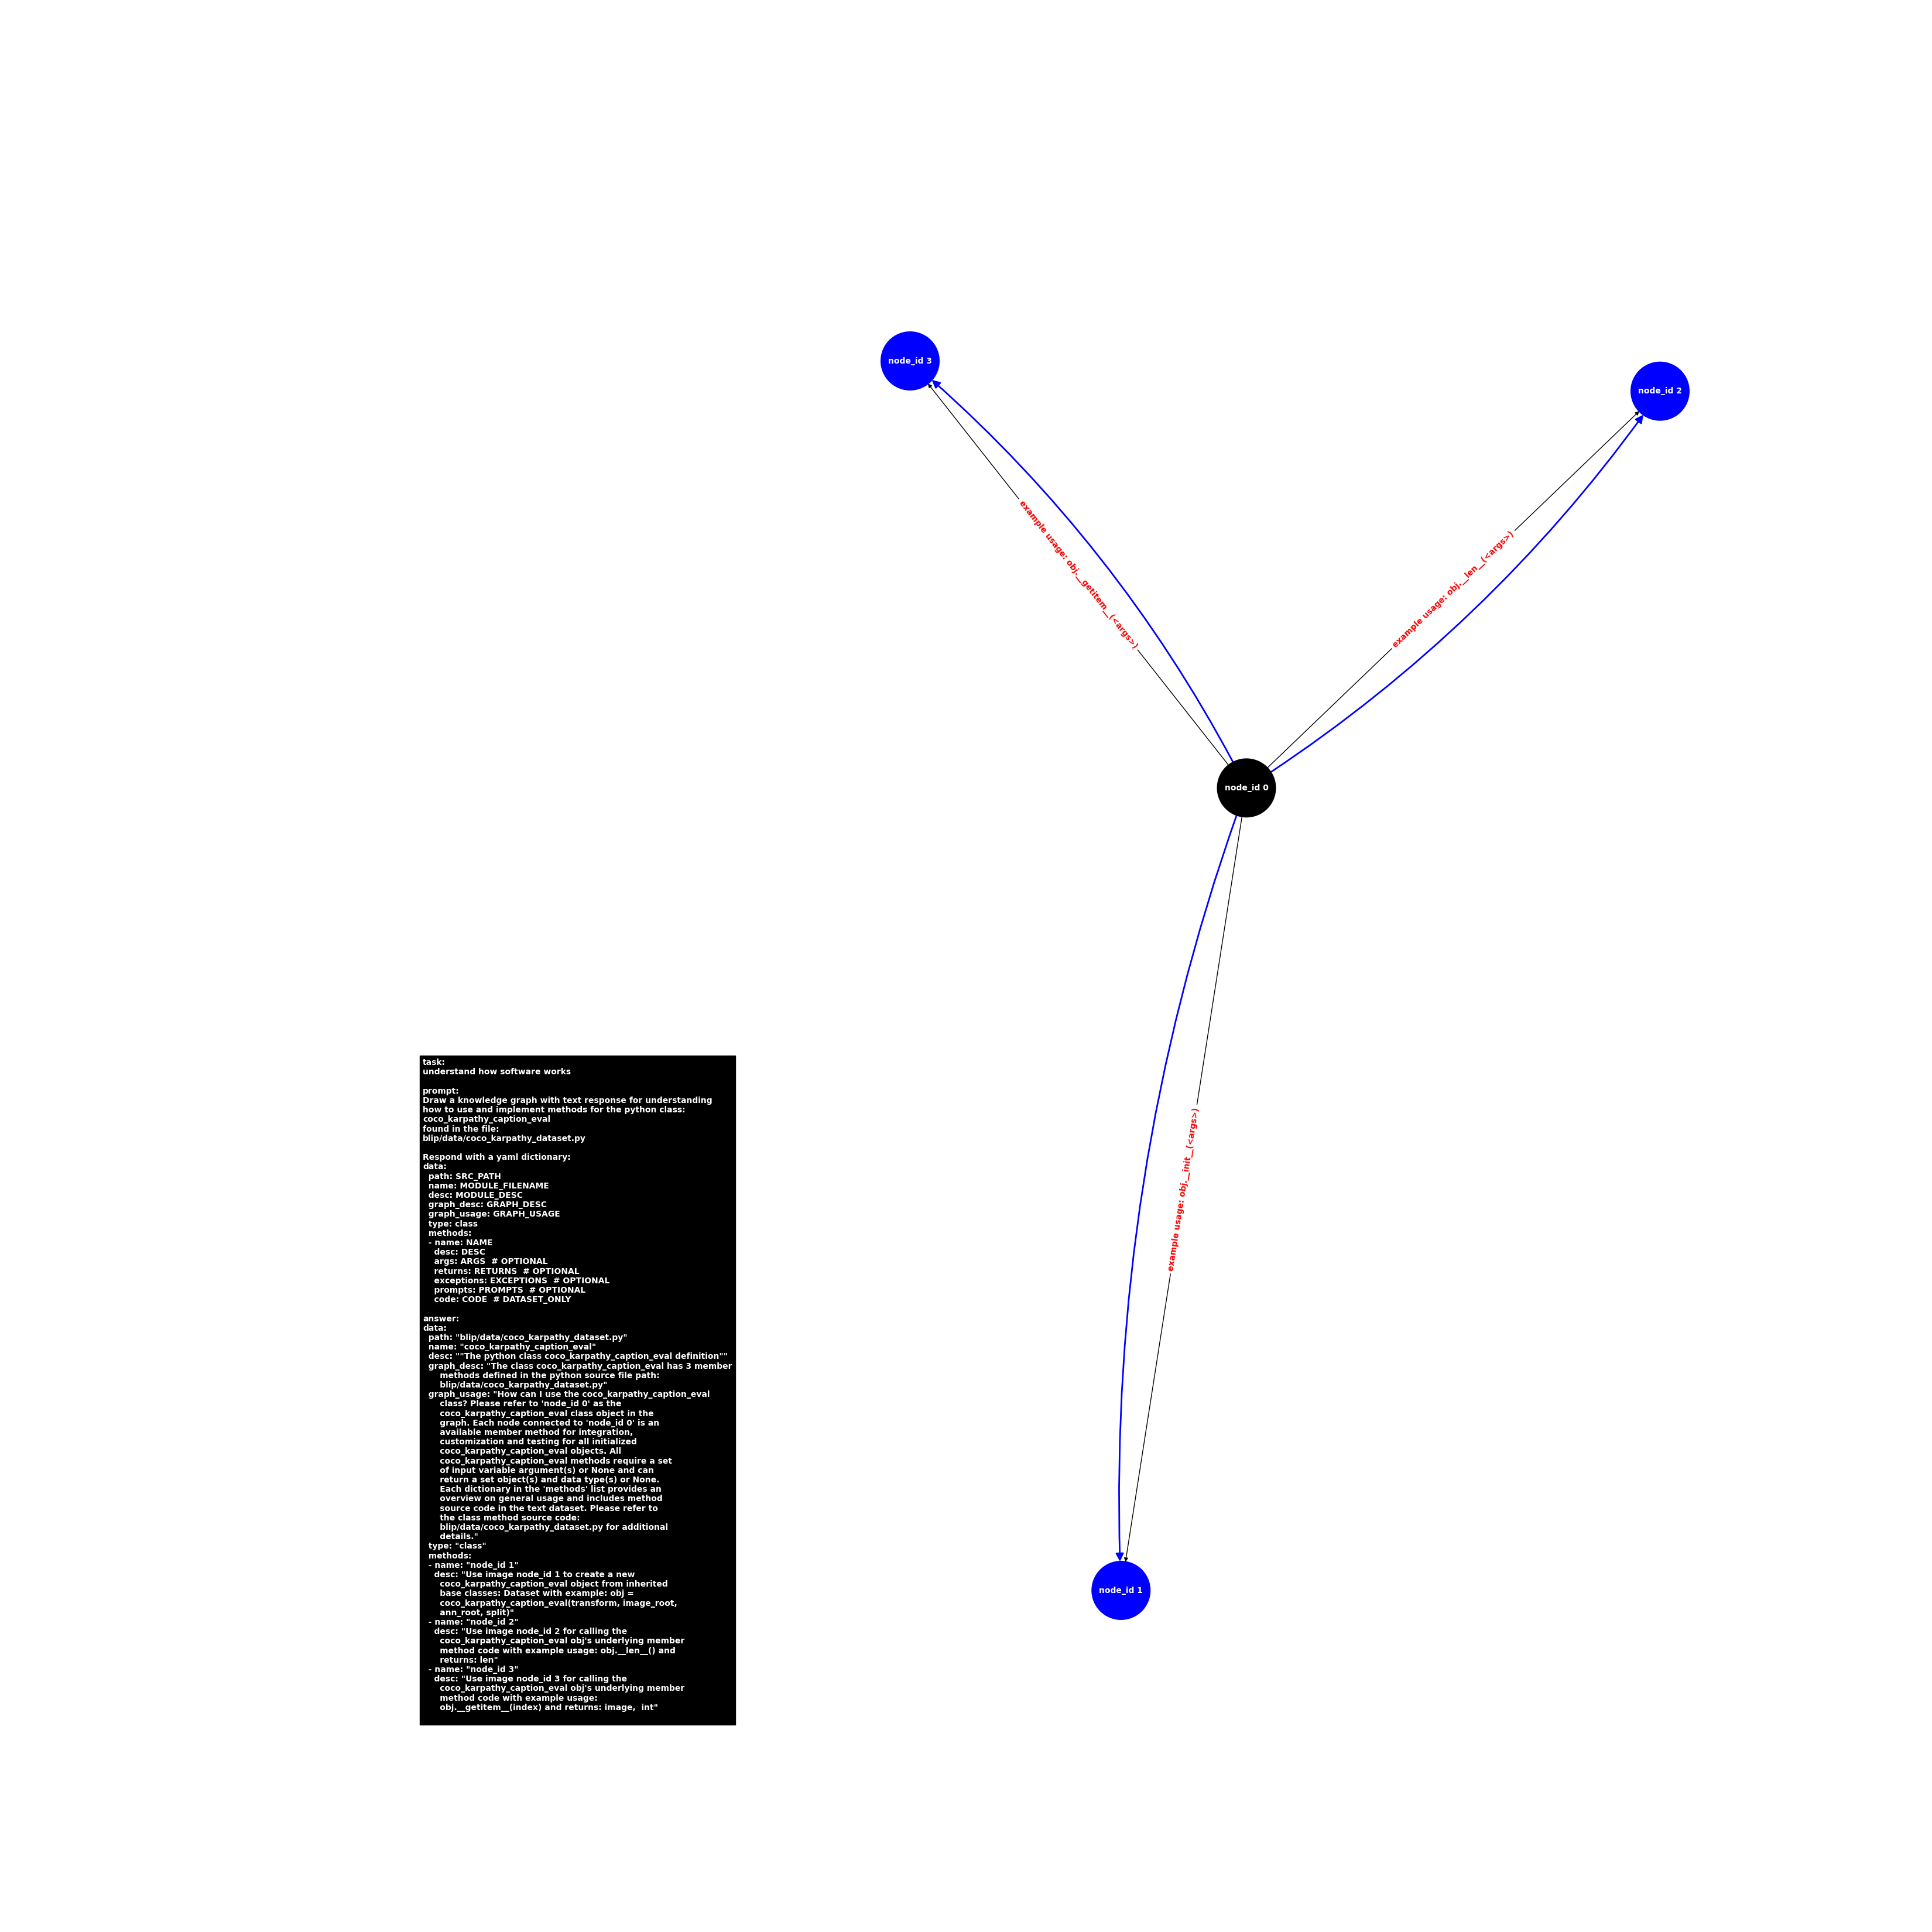 node_id 3
node_id 2
example usage: obj.__getitem__(<args>)
example usage: obj.__len__(<args>)
node_id 0
example usage: obj.__init__(<args>)
node_id 1
task:
understand how software works

prompt:
Draw a knowledge graph with text response for understanding
how to use and implement methods for the python class:
coco_karpathy_caption_eval
found in the file:
blip/data/coco_karpathy_dataset.py

Respond with a yaml dictionary:
data:
  path: SRC_PATH
  name: MODULE_FILENAME
  desc: MODULE_DESC
  graph_desc: GRAPH_DESC
  graph_usage: GRAPH_USAGE
  type: class
  methods:
  - name: NAME
    desc: DESC
    args: ARGS  # OPTIONAL
    returns: RETURNS  # OPTIONAL
    exceptions: EXCEPTIONS  # OPTIONAL
    prompts: PROMPTS  # OPTIONAL
    code: CODE  # DATASET_ONLY

answer:
data:
  path: "blip/data/coco_karpathy_dataset.py"
  name: "coco_karpathy_caption_eval"
  desc: ""The python class coco_karpathy_caption_eval definition""
  graph_desc: "The class coco_karpathy_caption_eval has 3 member
      methods defined in the python source file path:
      blip/data/coco_karpathy_dataset.py"
  graph_usage: "How can I use the coco_karpathy_caption_eval
      class? Please refer to 'node_id 0' as the
      coco_karpathy_caption_eval class object in the
      graph. Each node connected to 'node_id 0' is an
      available member method for integration,
      customization and testing for all initialized
      coco_karpathy_caption_eval objects. All
      coco_karpathy_caption_eval methods require a set
      of input variable argument(s) or None and can
      return a set object(s) and data type(s) or None.
      Each dictionary in the 'methods' list provides an
      overview on general usage and includes method
      source code in the text dataset. Please refer to
      the class method source code:
      blip/data/coco_karpathy_dataset.py for additional
      details."
  type: "class"
  methods:
  - name: "node_id 1"
    desc: "Use image node_id 1 to create a new
      coco_karpathy_caption_eval object from inherited
      base classes: Dataset with example: obj =
      coco_karpathy_caption_eval(transform, image_root,
      ann_root, split)"
  - name: "node_id 2"
    desc: "Use image node_id 2 for calling the
      coco_karpathy_caption_eval obj's underlying member
      method code with example usage: obj.__len__() and
      returns: len"
  - name: "node_id 3"
    desc: "Use image node_id 3 for calling the
      coco_karpathy_caption_eval obj's underlying member
      method code with example usage:
      obj.__getitem__(index) and returns: image,  int"